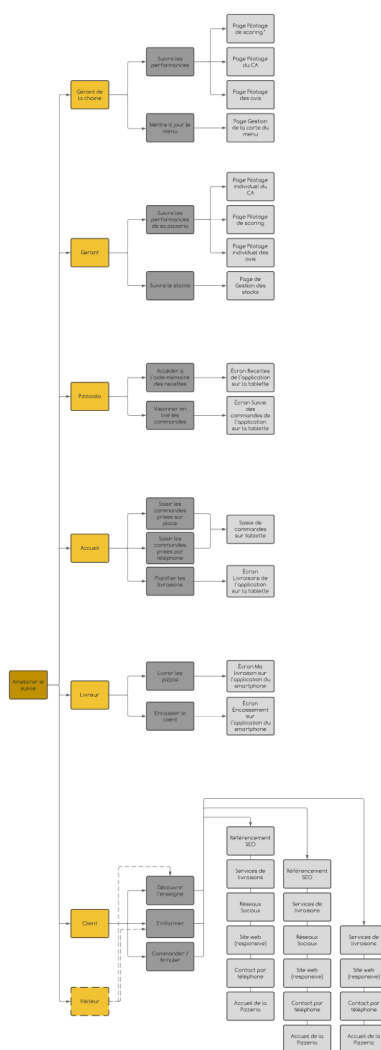 Page Pilotage
de scoring*
Suivre les
performances
Page Pilotage
du CA
Gérant de
la chaine
Page Pilotage
des avis
Mettre à jour le
menu
Page Gestion
de la carte du
menu
Page Pilotage
individuel du
CA
Suivre les
performances
de sa pizzeria
Page Pilotage
de scoring
Gérant
Page Pilotage
individuel des
avis
Suivre le stocks
Page de
Gestion des
stocks
Accéder à
l'aide-mémoire
des recettes
Écran Recettes
de l'application
sur la tablette
Pizzaiolo
Visionner en
live les
commandes
Écran Suivie
des
commandes de
l'application
sur la tablette
Saisir les
commandes
prises sur
place
Saisie de
commandes
sur tablette
Accueil
Saisir les
commandes
prises par
téléphone
Planifier les
livraisons
Écran
Livraisons de
l'application
sur la tablette
Améliorer le
suivie
Livreur
Livrer les
pizzas
Écran Ma
livraison sur
l'application du
smartphone
Encaisser le
client
Écran
Encaissement
sur
l'application du
smartphone
Référencement
SEO
Services de
livraisons
Réseaux
Sociaux
Site web
(responsive)
Contact par
téléphone
Accueil de la
Pizzeria
Référencement
SEO
Services de
livraisons
Réseaux
Sociaux
Site web
(responsive)
Contact par
téléphone
Accueil de la
Pizzeria
Services de
livraisons
Site web
(responsive)
Contact par
téléphone
Accueil de la
Pizzeria
Découvrir
l'enseigne
Client
S'informer
Commander /
Annuler
Visiteur